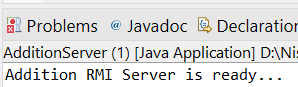 Problems @ Javadoc Declaration
AdditionServer (1) [Java Application] D:\Nis
Addition RMI Server is ready...